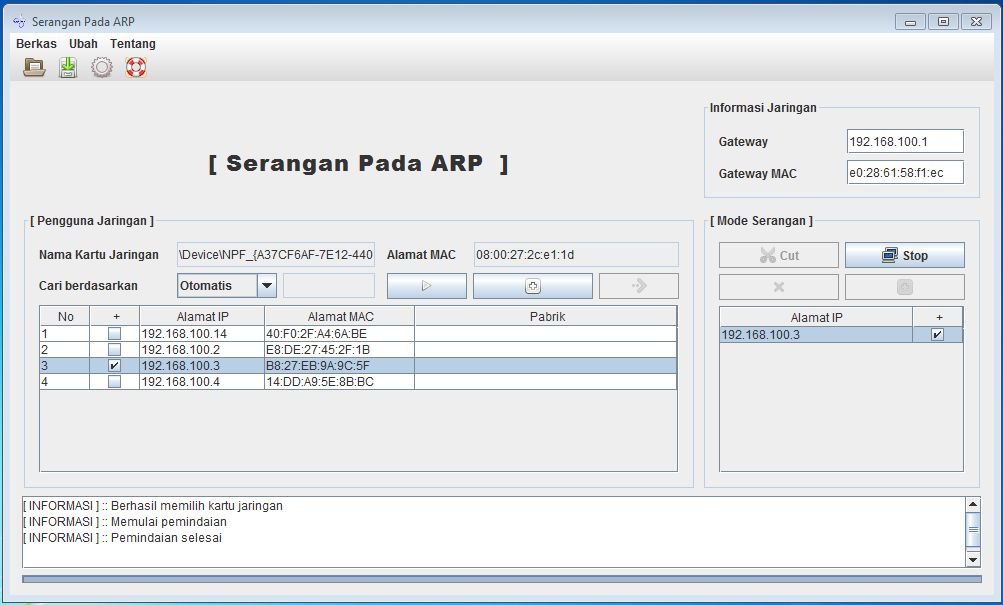 Serangan Pada ARP
Berkas Ubah Tentang
Informasi Jaringan
Gateway 192.168.100.1
Gateway MAC e0:28:61:58:f1:ec
[ Serangan Pada ARP ]
[ Pengguna Jaringan ]
Nama Kartu Jaringan \Device\NPF_{A37CF6AF-7E12-440 Alamat MAC 08:00:27:2c:e1:1d
Cari berdasarkan Otomatis
No + Alamat IP Alamat MAC Pabrik
1 192.168.100.14 40:F0:2F:A4:6A:BE
2 192.168.100.2 E8:DE:27:45:2F:1B
3 192.168.100.3 B8:27:EB:9A:9C:5F
4 192.168.100.4 14:DD:A9:5E:8B:BC
[ Mode Serangan ]
Cut Stop
Alamat IP +
192.168.100.3
[ INFORMASI ] :: Berhasil memilih kartu jaringan
[ INFORMASI ] :: Memulai pemindaian
[ INFORMASI ] :: Pemindaian selesai